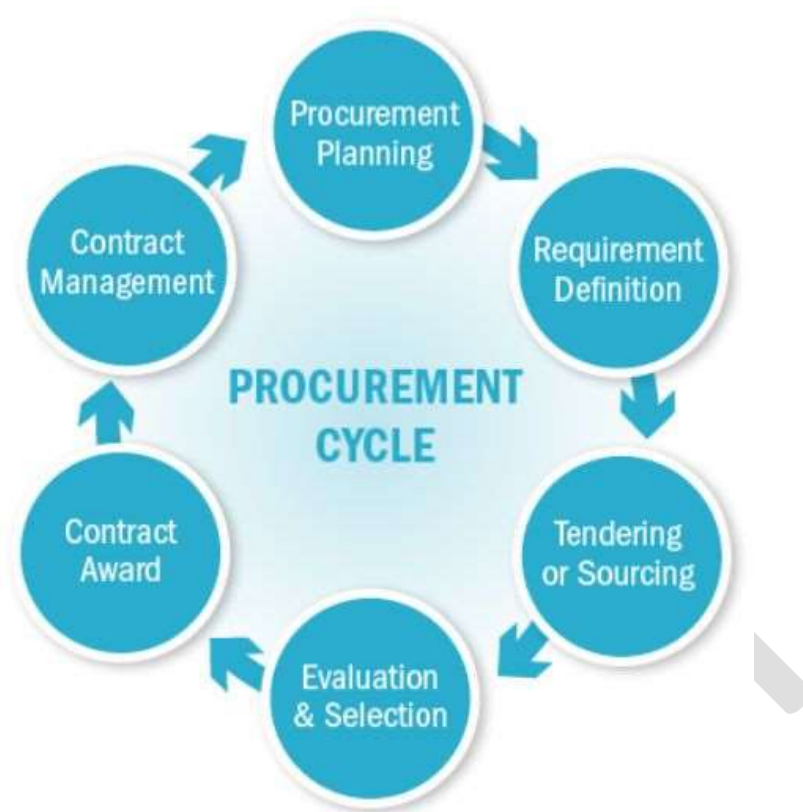 Procurement
Planning
Requirement
Definition
Tendering
or Sourcing
Evaluation
& Selection
Contract
Award
Contract
Management
PROCUREMENT
CYCLE